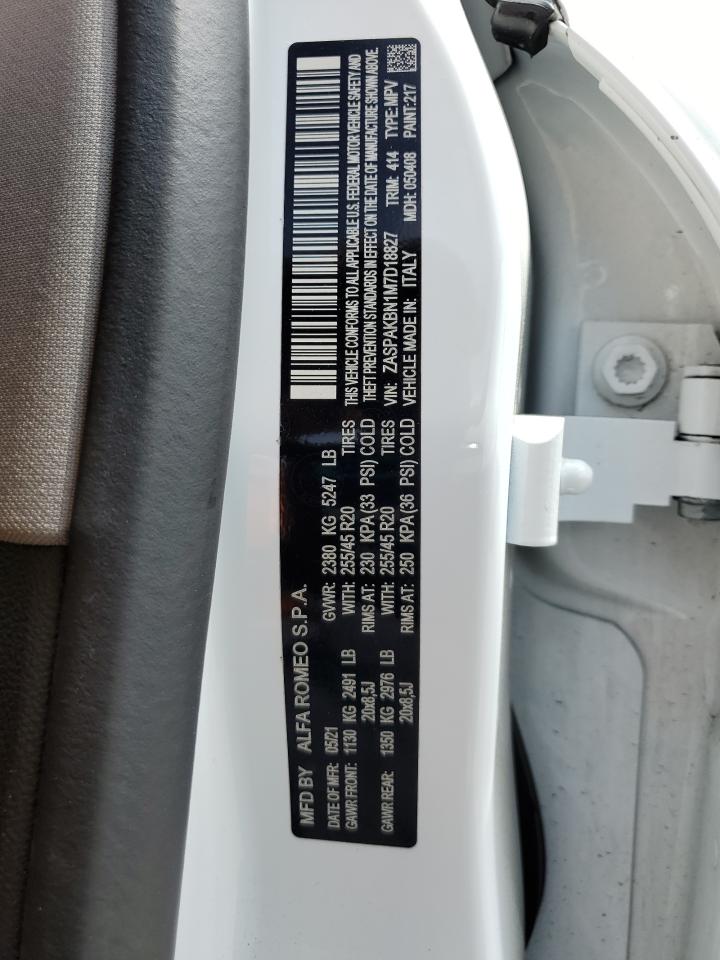 MFD BY ALFA ROMEO S.P.A.
DATE OF MFR: 05/21 GVWR: 2380 KG 5247 LB
GAWR FRONT: 1130 KG 2491 LB WITH: 255/45 R20 TIRES
20x8,5J RIMS AT: 230 KPA (33 PSI) COLD
GAWR REAR: 1350 KG 2976 LB WITH: 255/45 R20 TIRES
20x8,5J RIMS AT: 250 KPA (36 PSI) COLD
THIS VEHICLE CONFORMS TO ALL APPLICABLE U.S. FEDERAL MOTOR VEHICLE SAFETY AND
THEFT PREVENTION STANDARDS IN EFFECT ON THE DATE OF MANUFACTURE SHOWN ABOVE.
VIN: ZASPAKBN1M7D18827 TRIM: 414 TYPE: MPV
VEHICLE MADE IN: ITALY MDH: 050408 PAINT: 217